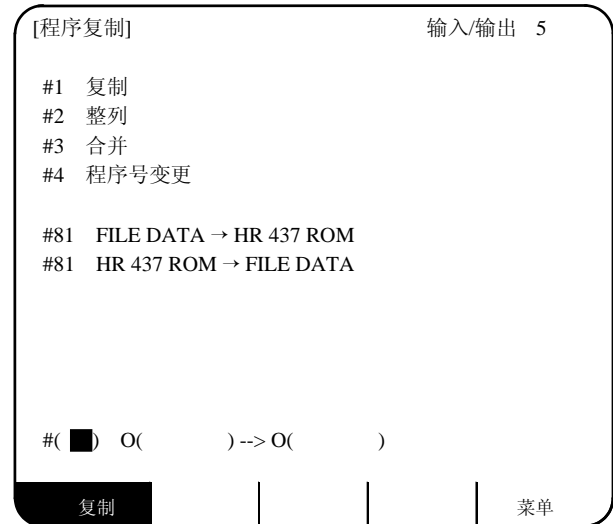 [程序复制] 输入/输出 5
#1 复制
#2 整列
#3 合并
#4 程序号变更
#81 FILE DATA → HR 437 ROM
#81 HR 437 ROM → FILE DATA
#( ) O( ) --> O( )
复制 菜单